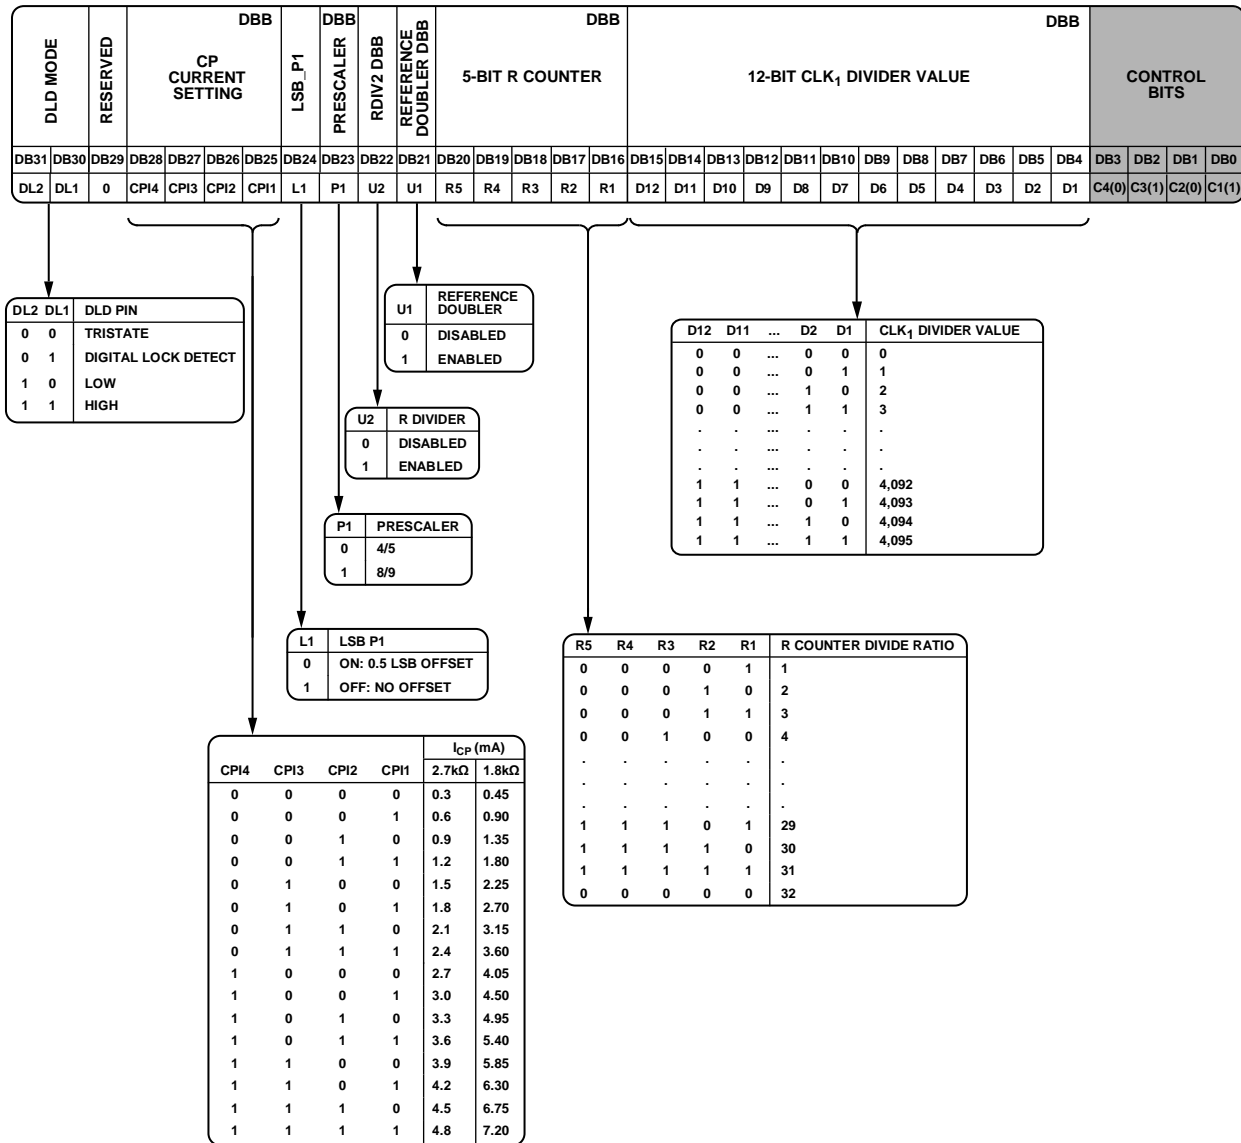 DLD MODE
RESERVED
DBB
CP
CURRENT
SETTING
LSB_P1
DBB
PRESCALER
RDIV2 DBB
REFERENCE
DOUBLER DBB
DBB
5-BIT R COUNTER
DBB
12-BIT CLK1 DIVIDER VALUE
CONTROL
BITS
DB31 DB30 DB29 DB28 DB27 DB26 DB25 DB24 DB23 DB22 DB21 DB20 DB19 DB18 DB17 DB16 DB15 DB14 DB13 DB12 DB11 DB10 DB9 DB8 DB7 DB6 DB5 DB4 DB3 DB2 DB1 DB0
DL2 DL1 0 CPI4 CPI3 CPI2 CPI1 L1 P1 U2 U1 R5 R4 R3 R2 R1 D12 D11 D10 D9 D8 D7 D6 D5 D4 D3 D2 D1 C4(0) C3(1) C2(0) C1(1)
DL2 DL1 DLD PIN
0 0 TRISTATE
0 1 DIGITAL LOCK DETECT
1 0 LOW
1 1 HIGH
U1 REFERENCE
DOUBLER
0 DISABLED
1 ENABLED
U2 R DIVIDER
0 DISABLED
1 ENABLED
P1 PRESCALER
0 4/5
1 8/9
L1 LSB P1
0 ON: 0.5 LSB OFFSET
1 OFF: NO OFFSET
D12 D11 ... D2 D1 CLK1 DIVIDER VALUE
0 0 ... 0 0 0
0 0 ... 0 1 1
0 0 ... 1 0 2
0 0 ... 1 1 3
. . ... . . .
. . ... . . .
. . ... . . .
1 1 ... 0 0 4,092
1 1 ... 0 1 4,093
1 1 ... 1 0 4,094
1 1 ... 1 1 4,095
R5 R4 R3 R2 R1 R COUNTER DIVIDE RATIO
0 0 0 0 1 1
0 0 0 1 0 2
0 0 0 1 1 3
0 0 1 0 0 4
. . . . . .
. . . . . .
. . . . . .
1 1 1 0 1 29
1 1 1 1 0 30
1 1 1 1 1 31
0 0 0 0 0 32
ICP (mA)
CPI4 CPI3 CPI2 CPI1 2.7kΩ 1.8kΩ
0 0 0 0 0.3 0.45
0 0 0 1 0.6 0.90
0 0 1 0 0.9 1.35
0 0 1 1 1.2 1.80
0 1 0 0 1.5 2.25
0 1 0 1 1.8 2.70
0 1 1 0 2.1 3.15
0 1 1 1 2.4 3.60
1 0 0 0 2.7 4.05
1 0 0 1 3.0 4.50
1 0 1 0 3.3 4.95
1 0 1 1 3.6 5.40
1 1 0 0 3.9 5.85
1 1 0 1 4.2 6.30
1 1 1 0 4.5 6.75
1 1 1 1 4.8 7.20